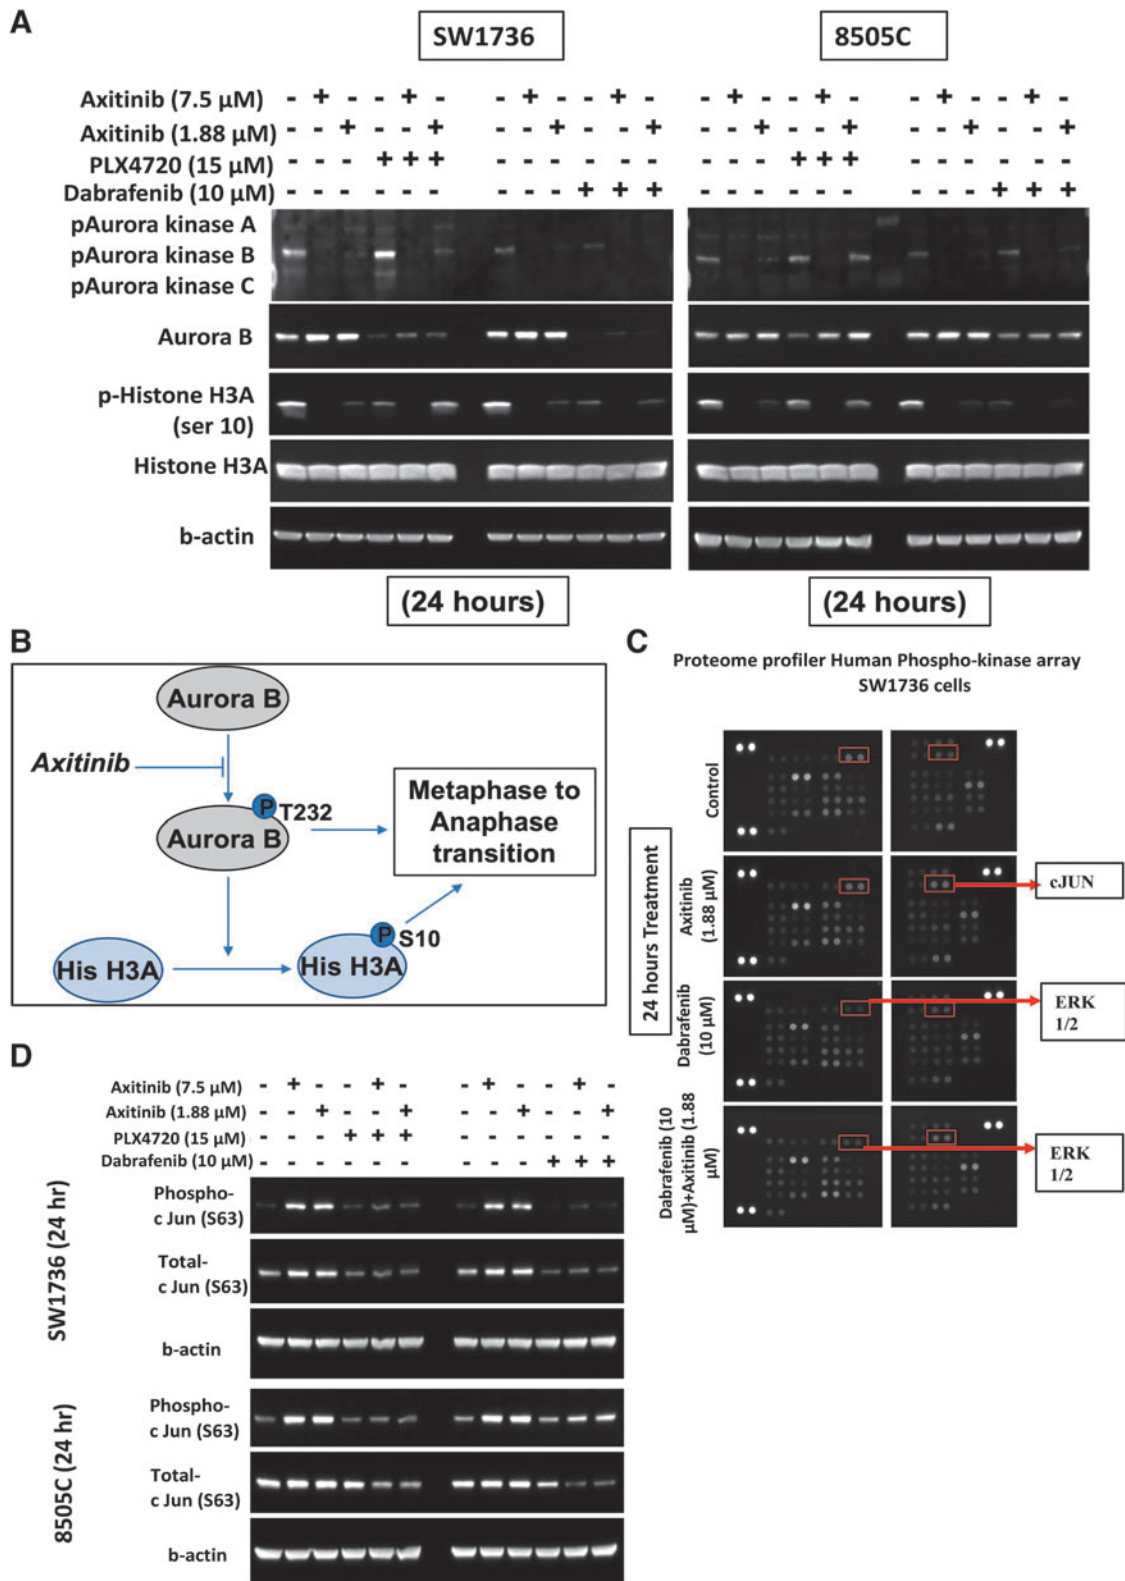 A
SW1736
8505C
Axitinib (7.5 µM) - + - - + - - + - - + - - + - - + - - + - - + -
Axitinib (1.88 µM) - - + - - + - - + - - + - - + - - + - - + - - +
PLX4720 (15 µM) - - - + + + - - - - - - - - - + + + - - - - - -
Dabrafenib (10 µM) - - - - - - - - - + + + - - - - - - - - - + + +
pAurora kinase A
pAurora kinase B
pAurora kinase C
Aurora B
p-Histone H3A
(ser 10)
Histone H3A
b-actin
(24 hours)
(24 hours)
B
Aurora B
Axitinib
P
T232
Aurora B
Metaphase to
Anaphase
transition
P
S10
His H3A
His H3A
C
Proteome profiler Human Phospho-kinase array
SW1736 cells
24 hours Treatment
Control
Axitinib
(1.88 µM)
cJUN
Dabrafenib
(10 µM)
ERK
1/2
Dabrafenib (10
µM)+Axitinib (1.88
µM)
ERK
1/2
D
Axitinib (7.5 µM) - + - - + - - + - - + -
Axitinib (1.88 µM) - - + - - + - - + - - +
PLX4720 (15 µM) - - - + + + - - - - - -
Dabrafenib (10 µM) - - - - - - - - - + + +
SW1736 (24 hr)
Phospho-
c Jun (S63)
Total-
c Jun (S63)
b-actin
8505C (24 hr)
Phospho-
c Jun (S63)
Total-
c Jun (S63)
b-actin